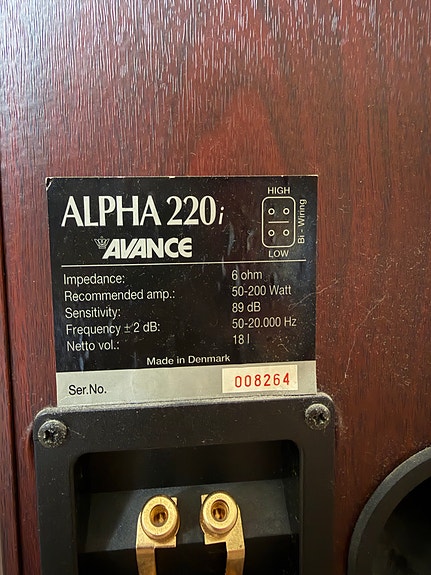 ALPHA 220i
AVANCE
HIGH
Bi - Wiring
LOW
Impedance: 6 ohm
Recommended amp.: 50-200 Watt
Sensitivity: 89 dB
Frequency ± 2 dB: 50-20.000 Hz
Netto vol.: 18 l
Made in Denmark
Ser.No. 008264